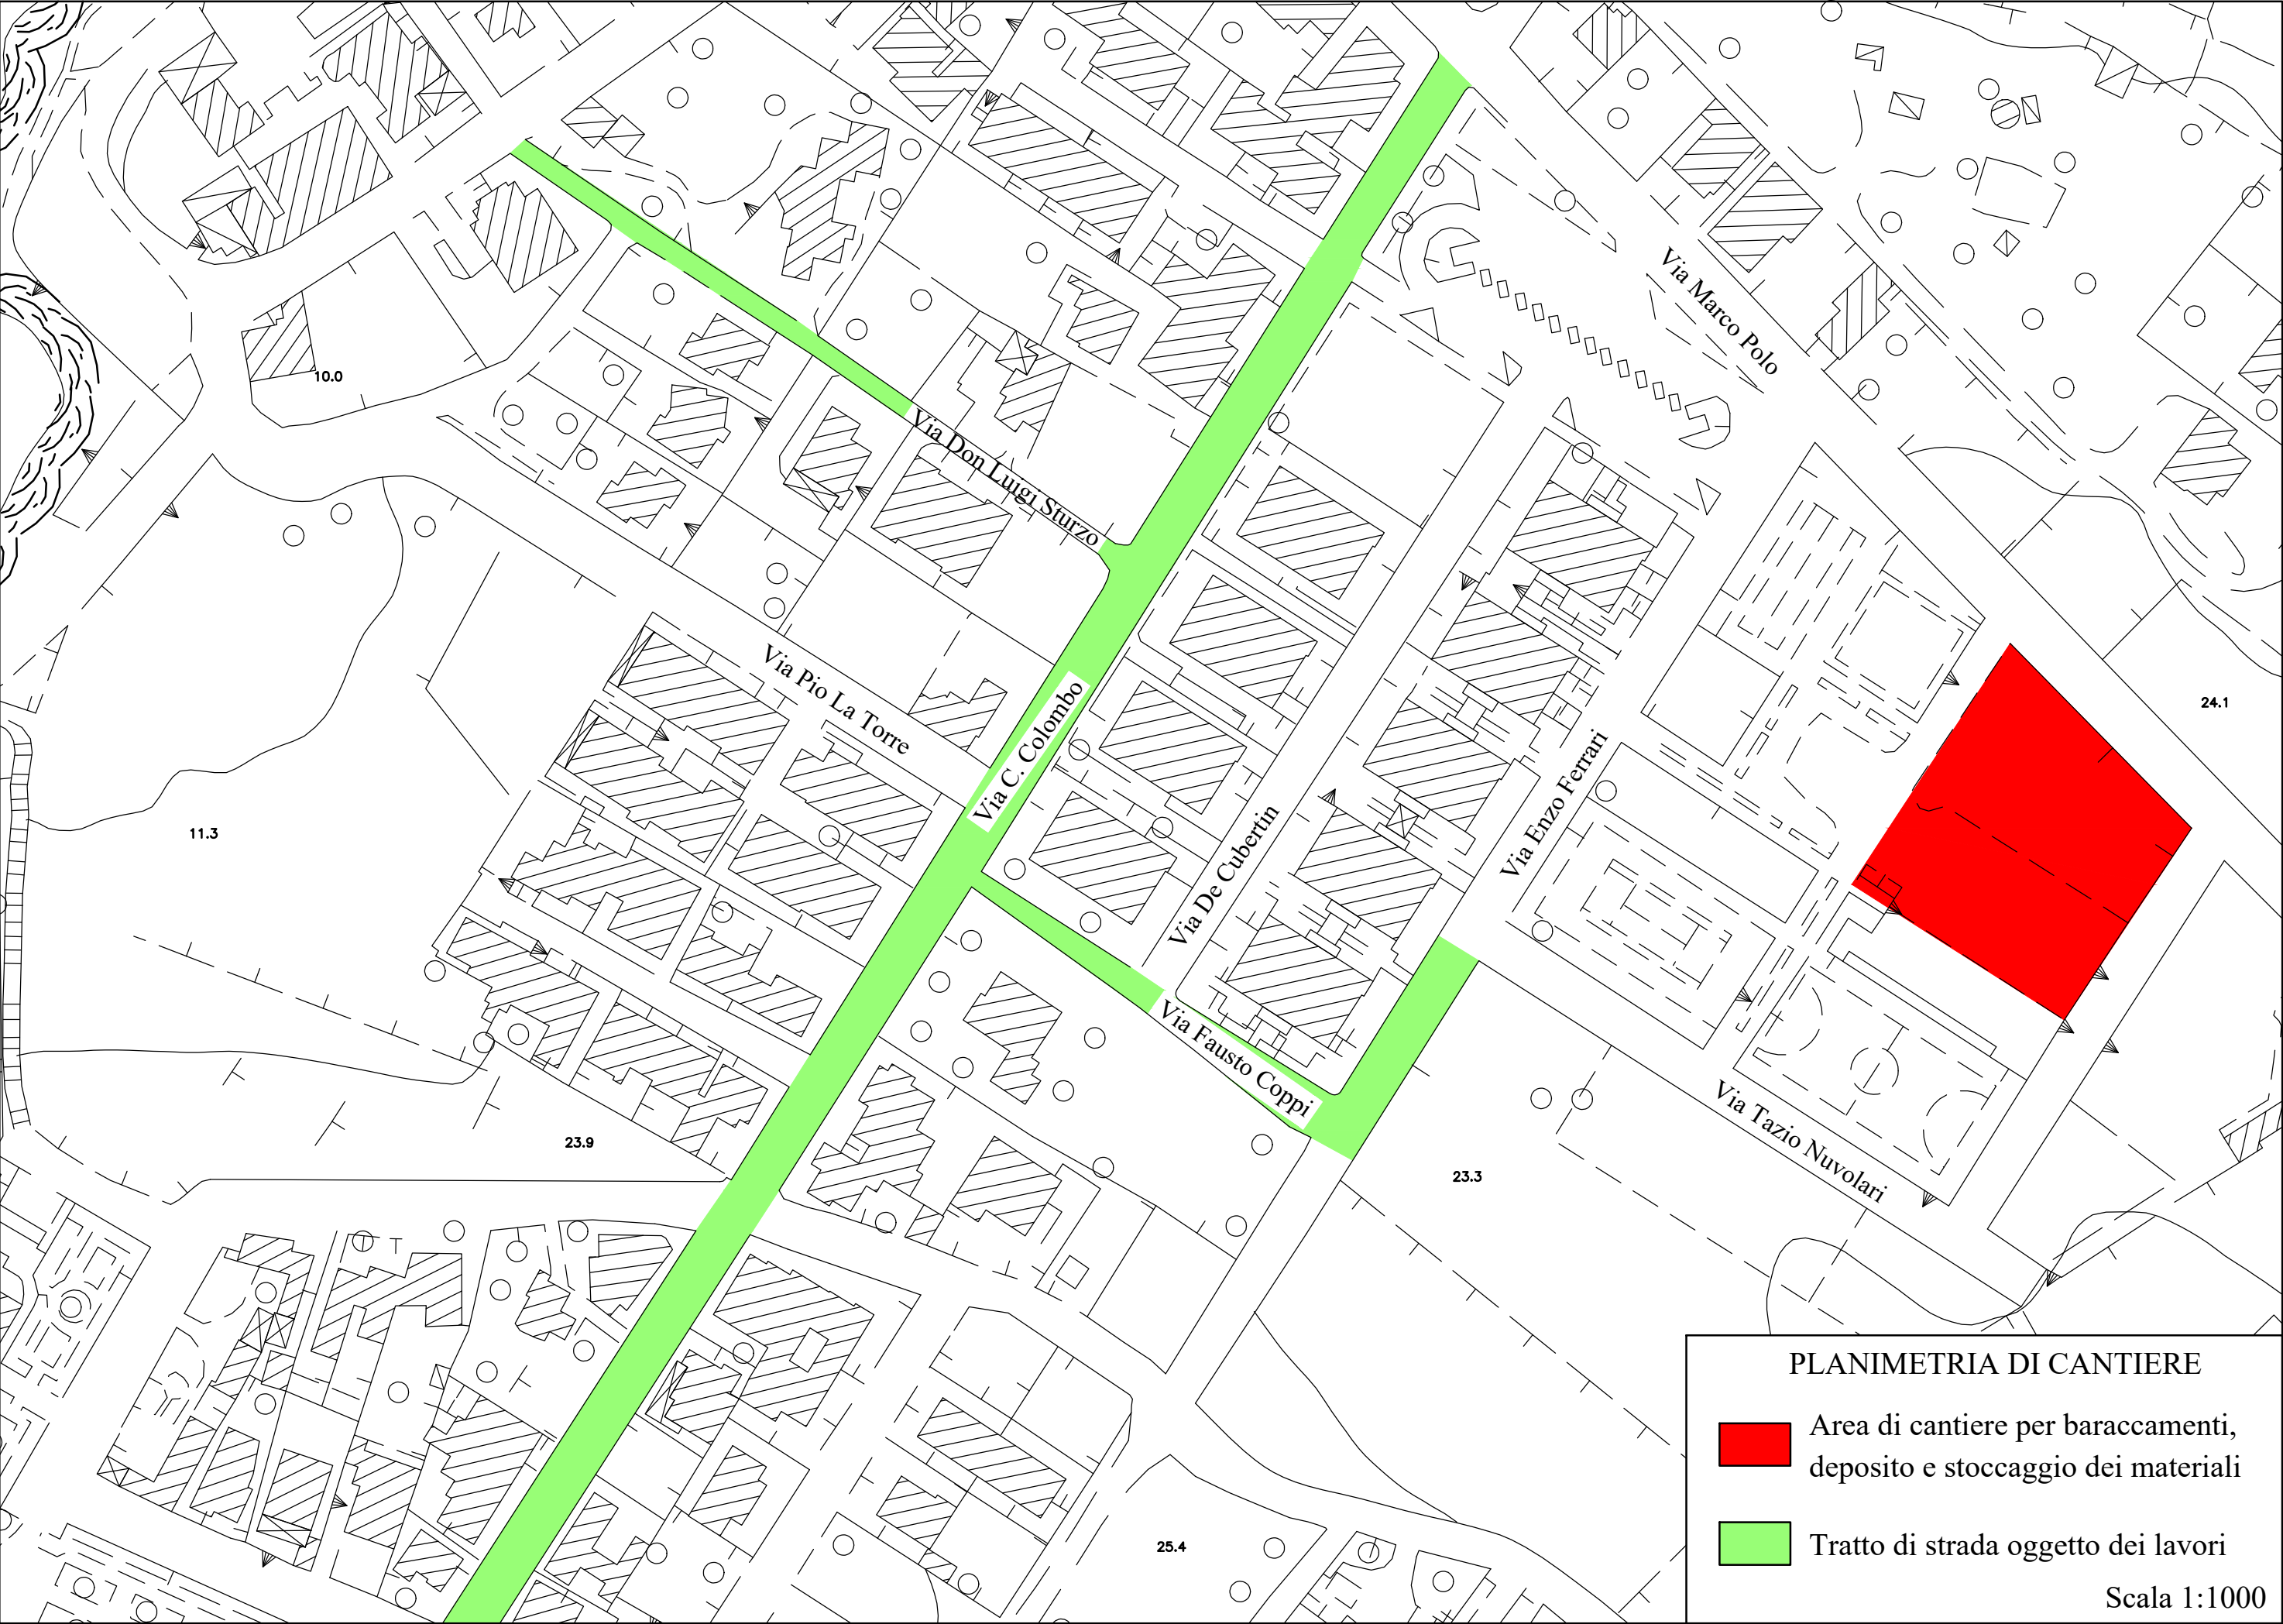 Via Marco Polo
10.0
Via Don Luigi Sturzo
Via Pio La Torre
Via C. Colombo
24.1
Via Enzo Ferrari
11.3
Via De Cubertin
Via Fausto Coppi
Via Tazio Nuvolari
23.9
23.3
25.4
PLANIMETRIA DI CANTIERE
Area di cantiere per baraccamenti,
deposito e stoccaggio dei materiali
Tratto di strada oggetto dei lavori
Scala 1:1000